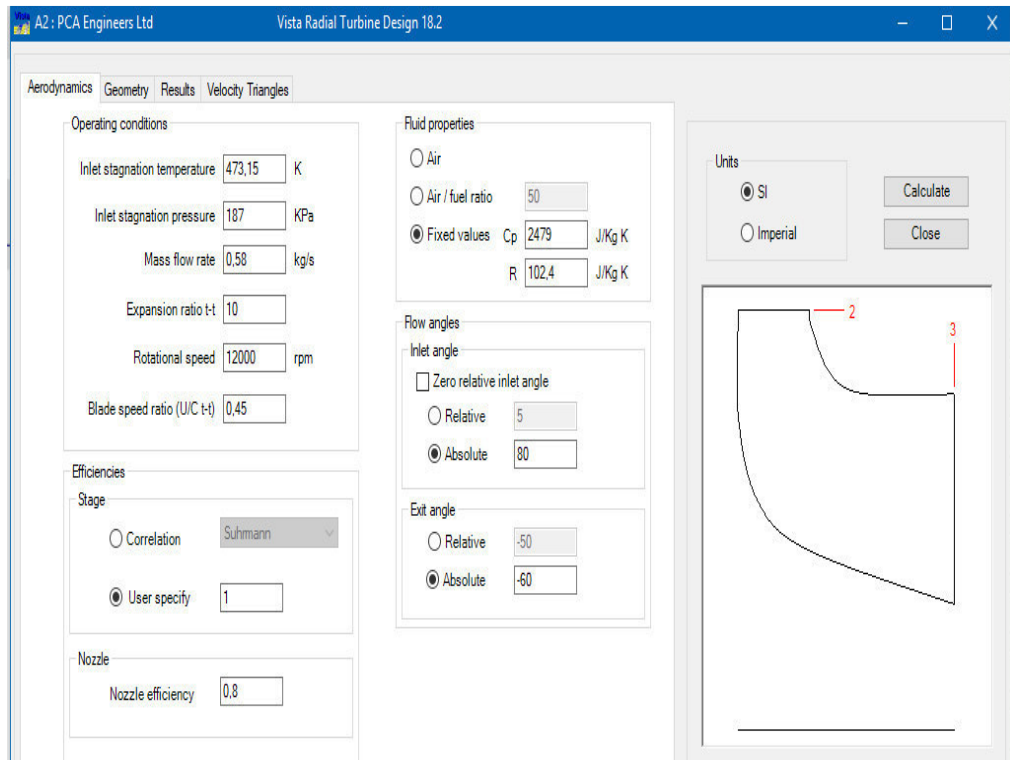 A2 : PCA Engineers Ltd Vista Radial Turbine Design 18.2
Aerodynamics Geometry Results Velocity Triangles
Operating conditions
Inlet stagnation temperature 473,15 K
Inlet stagnation pressure 187 KPa
Mass flow rate 0,58 kg/s
Expansion ratio t-t 10
Rotational speed 12000 rpm
Blade speed ratio (U/C t-t) 0,45
Efficiencies
Stage
Correlation Suhrmann
User specify 1
Nozzle
Nozzle efficiency 0,8
Fluid properties
Air
Air / fuel ratio 50
Fixed values Cp 2479 J/Kg K
R 102,4 J/Kg K
Flow angles
Inlet angle
Zero relative inlet angle
Relative 5
Absolute 80
Exit angle
Relative -50
Absolute -60
Units
SI
Imperial
Calculate
Close
2
3